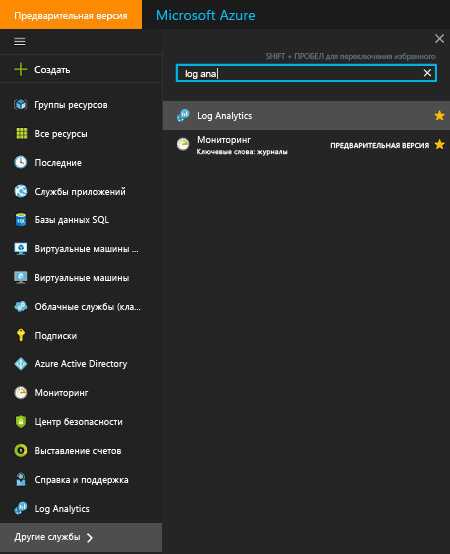 Предварительная версия
Microsoft Azure
SHIFT + ПРОБЕЛ для переключения избранного
log ana
Создать
Группы ресурсов
Все ресурсы
Последние
Службы приложений
Базы данных SQL
Виртуальные машины ...
Виртуальные машины
Облачные службы (кла...
Подписки
Azure Active Directory
Мониторинг
Центр безопасности
Выставление счетов
Справка и поддержка
Log Analytics
Другие службы
Log Analytics
Мониторинг
Ключевые слова: журналы
ПРЕДВАРИТЕЛЬНАЯ ВЕРСИЯ